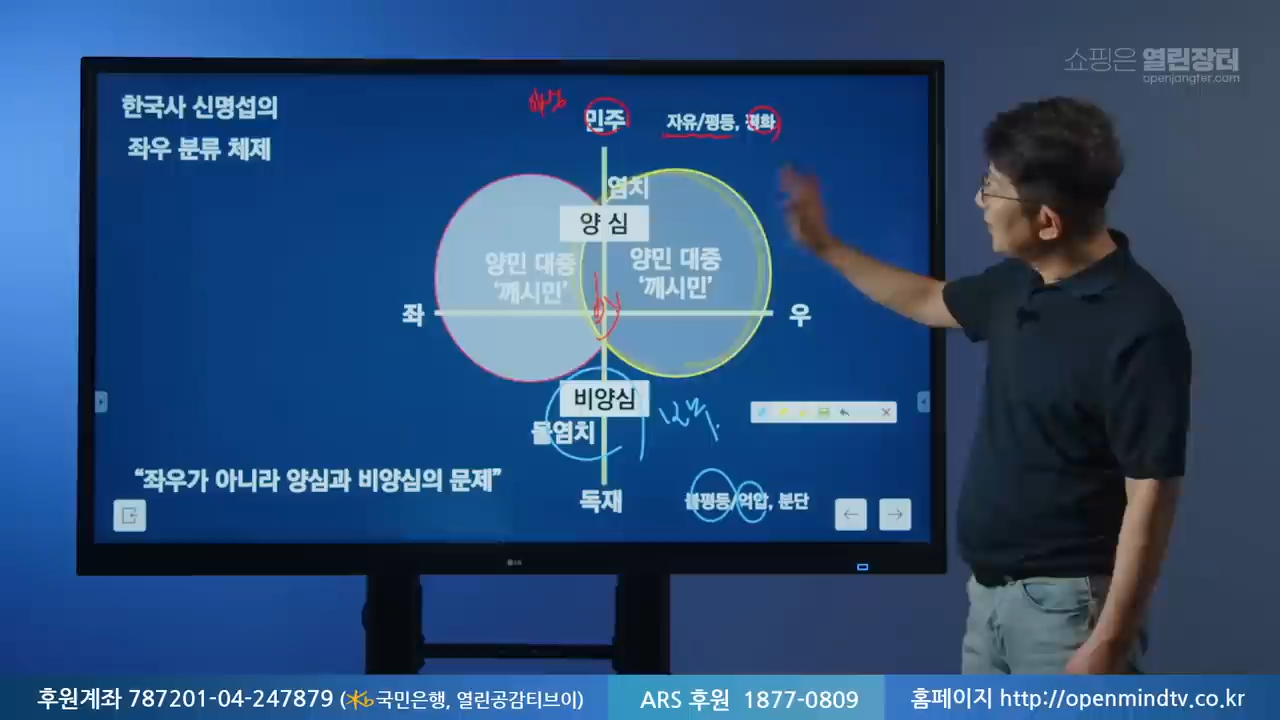 쇼핑은 열린장터
openjangter.com
한국사 신명섭의
좌우 분류 체제
민주
자유/평등, 평화
염치
양 심
양민 대중
‘깨시민’
양민 대중
‘깨시민’
좌
우
비양심
몰염치
12%
“좌우가 아니라 양심과 비양심의 문제”
독재
불평등/억압, 분단
LG
후원계좌 787201-04-247879 (국민은행, 열린공감티브이)
ARS 후원 1877-0809
홈페이지 http://openmindtv.co.kr